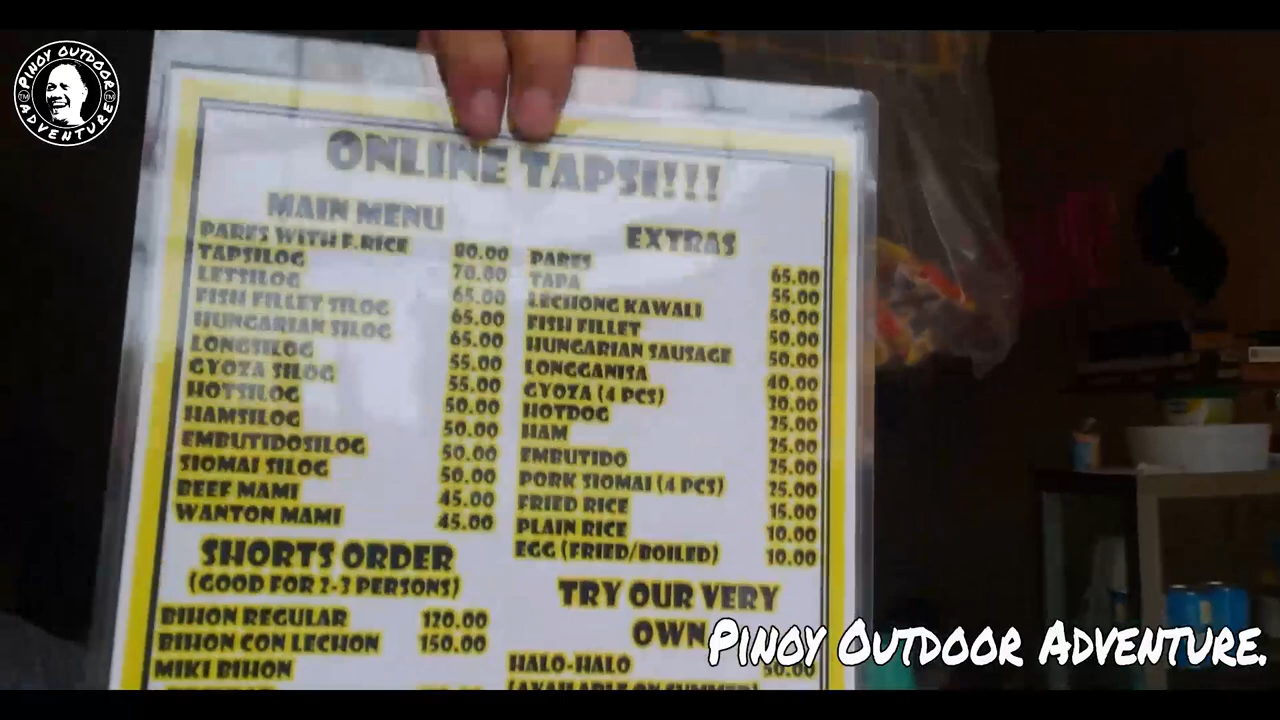 PINOY OUTDOOR
ADVENTURE
ONLINE TAPSI!!!
MAIN MENU
PARES WITH F.RICE 80.00
TAPSILOG 70.00
LETSILOG 65.00
FISH FILLET SILOG 65.00
HUNGARIAN SILOG 65.00
LONGSILOG 55.00
GYOZA SILOG 55.00
HOTSILOG 50.00
HAMSILOG 50.00
EMBUTIDOSILOG 50.00
SIOMAI SILOG 50.00
BEEF MAMI 45.00
WANTON MAMI 45.00
SHORTS ORDER
(GOOD FOR 2-3 PERSONS)
BIHON REGULAR 120.00
BIHON CON LECHON 150.00
MIKI BIHON
EXTRAS
PARES 65.00
TAPA 55.00
LECHONG KAWALI 50.00
FISH FILLET 50.00
HUNGARIAN SAUSAGE 50.00
LONGGANISA 40.00
GYOZA (4 PCS) 30.00
HOTDOG 25.00
HAM 25.00
EMBUTIDO 25.00
PORK SIOMAI (4 PCS) 25.00
FRIED RICE 15.00
PLAIN RICE 10.00
EGG (FRIED/BOILED) 10.00
TRY OUR VERY
OWN
HALO-HALO 50.00
(AVAILABLE ON SUMMER)
PINOY OUTDOOR ADVENTURE.